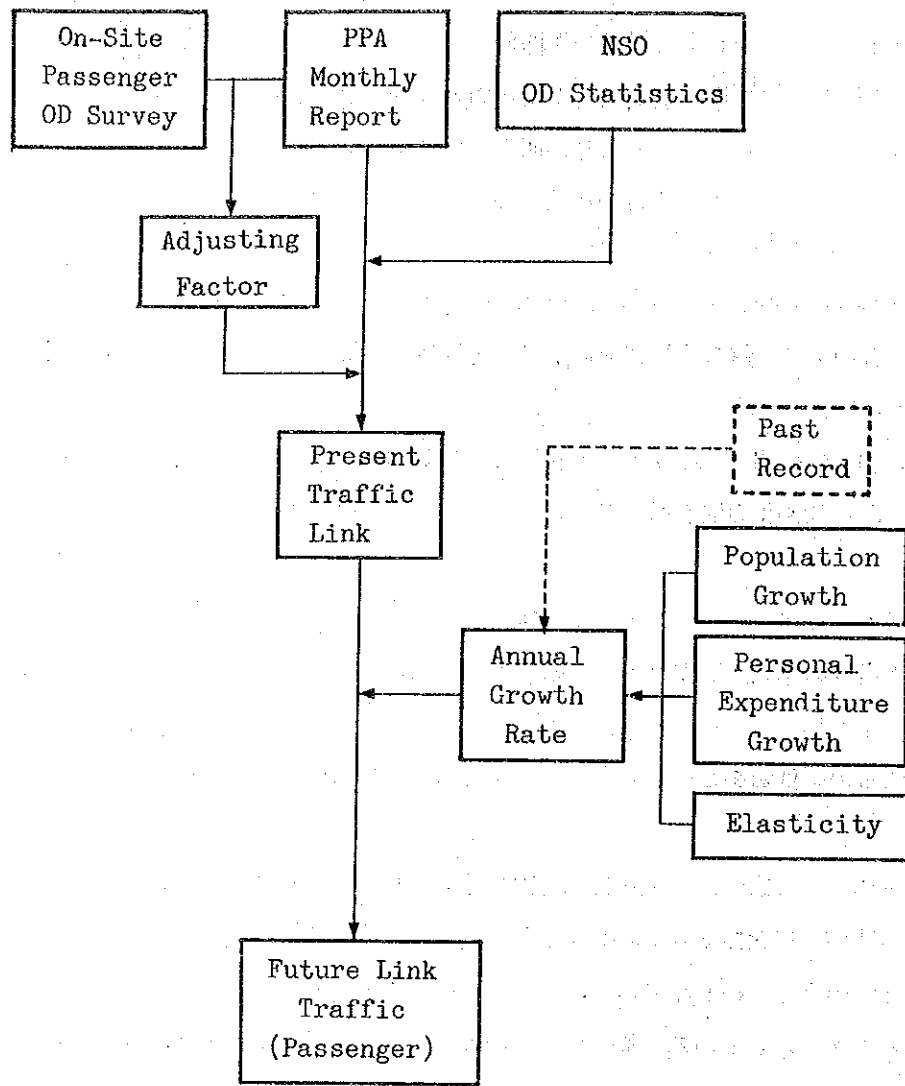 On-Site
Passenger
OD Survey
PPA
Monthly
Report
NSO
OD Statistics
Adjusting
Factor
Present
Traffic
Link
Past
Record
Population
Growth
Annual
Growth
Rate
Personal
Expenditure
Growth
Elasticity
Future Link
Traffic
(Passenger)